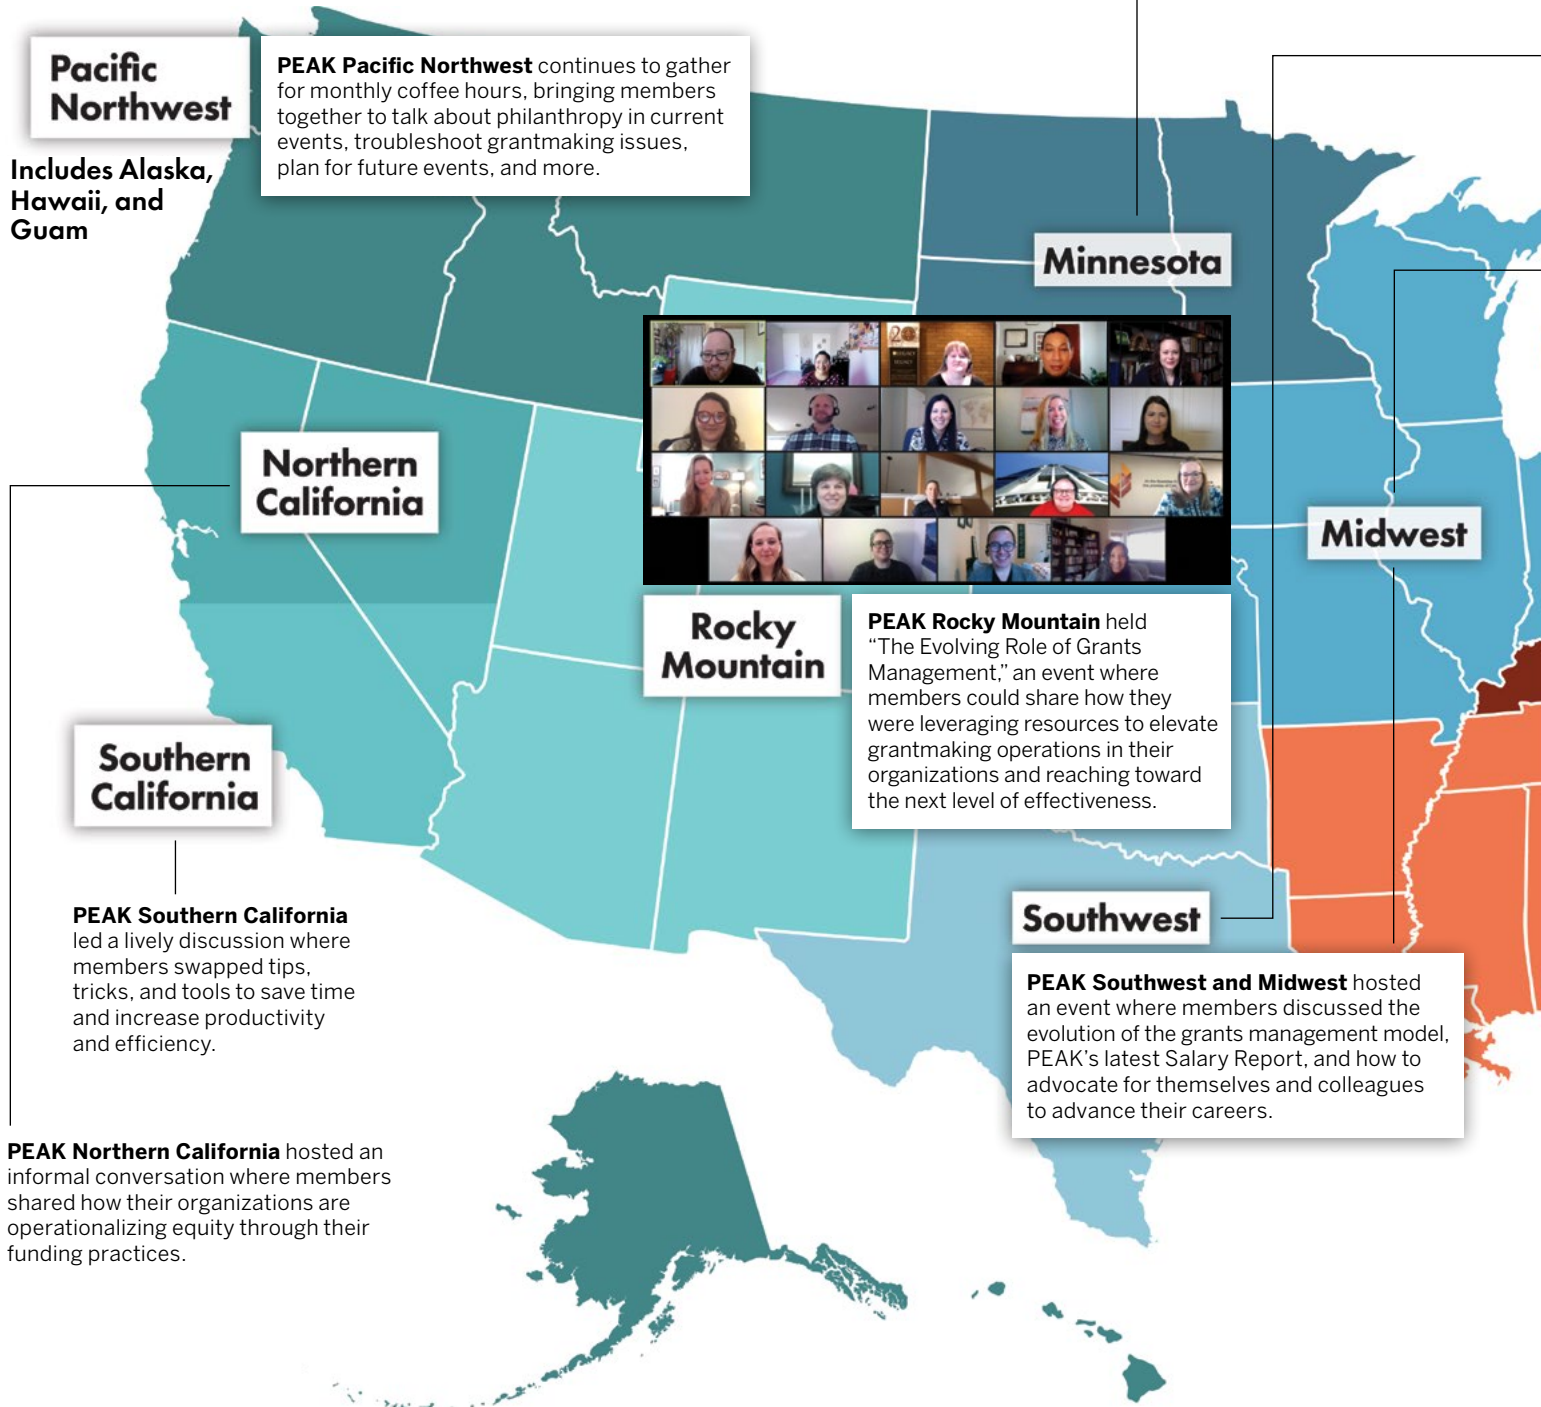 Pacific
Northwest
Includes Alaska,
Hawaii, and
Guam
PEAK Pacific Northwest continues to gather
for monthly coffee hours, bringing members
together to talk about philanthropy in current
events, troubleshoot grantmaking issues,
plan for future events, and more.
Minnesota
Northern
California
Midwest
Rocky
Mountain
PEAK Rocky Mountain held
“The Evolving Role of Grants
Management,” an event where
members could share how they
were leveraging resources to elevate
grantmaking operations in their
organizations and reaching toward
the next level of effectiveness.
Southern
California
PEAK Southern California
led a lively discussion where
members swapped tips,
tricks, and tools to save time
and increase productivity
and efficiency.
Southwest
PEAK Southwest and Midwest hosted
an event where members discussed the
evolution of the grants management model,
PEAK’s latest Salary Report, and how to
advocate for themselves and colleagues
to advance their careers.
PEAK Northern California hosted an
informal conversation where members
shared how their organizations are
operationalizing equity through their
funding practices.